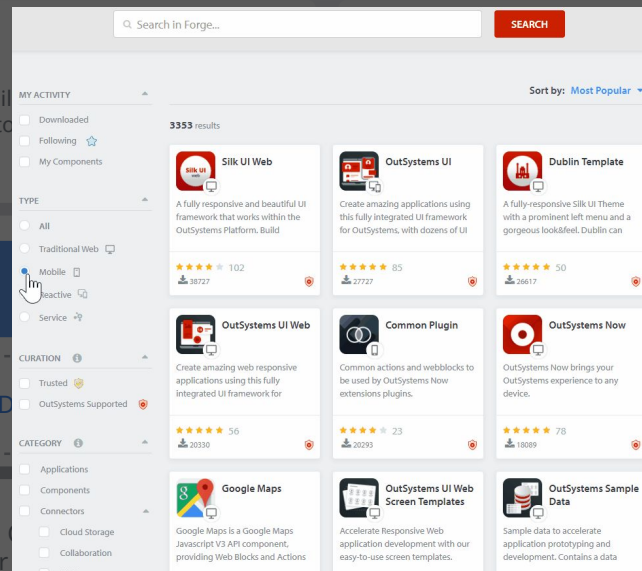 Search in Forge...
SEARCH
Sort by: Most Popular
MY ACTIVITY
Downloaded
Following
My Components
TYPE
All
Traditional Web
Mobile
Reactive
Service
CURATION
Trusted
OutSystems Supported
CATEGORY
Applications
Components
Connectors
Cloud Storage
Collaboration
3353 results
Silk UI Web
SILK UI
web
A fully responsive and beautiful UI
framework that works within the
OutSystems Platform. Build
102
38727
OutSystems UI
Create amazing applications using
this fully integrated UI framework
for OutSystems, with dozens of UI
85
27727
Dublin Template
A fully-responsive Silk UI Theme
with a prominent left menu and a
gorgeous look&feel. Dublin can
50
26617
OutSystems UI Web
Create amazing web responsive
applications using this fully
integrated UI framework for
56
20330
Common Plugin
Common actions and webblocks to
be used by OutSystems Now
extensions plugins.
23
20293
OutSystems Now
OutSystems Now brings your
OutSystems experience to any
device.
78
18089
Google Maps
8
Google Maps is a Google Maps
Javascript V3 API component,
providing Web Blocks and Actions
OutSystems UI Web
Screen Templates
Accelerate Responsive Web
application development with our
easy-to-use screen templates.
OutSystems Sample
Data
Sample data to accelerate
application prototyping and
development. Contains a data